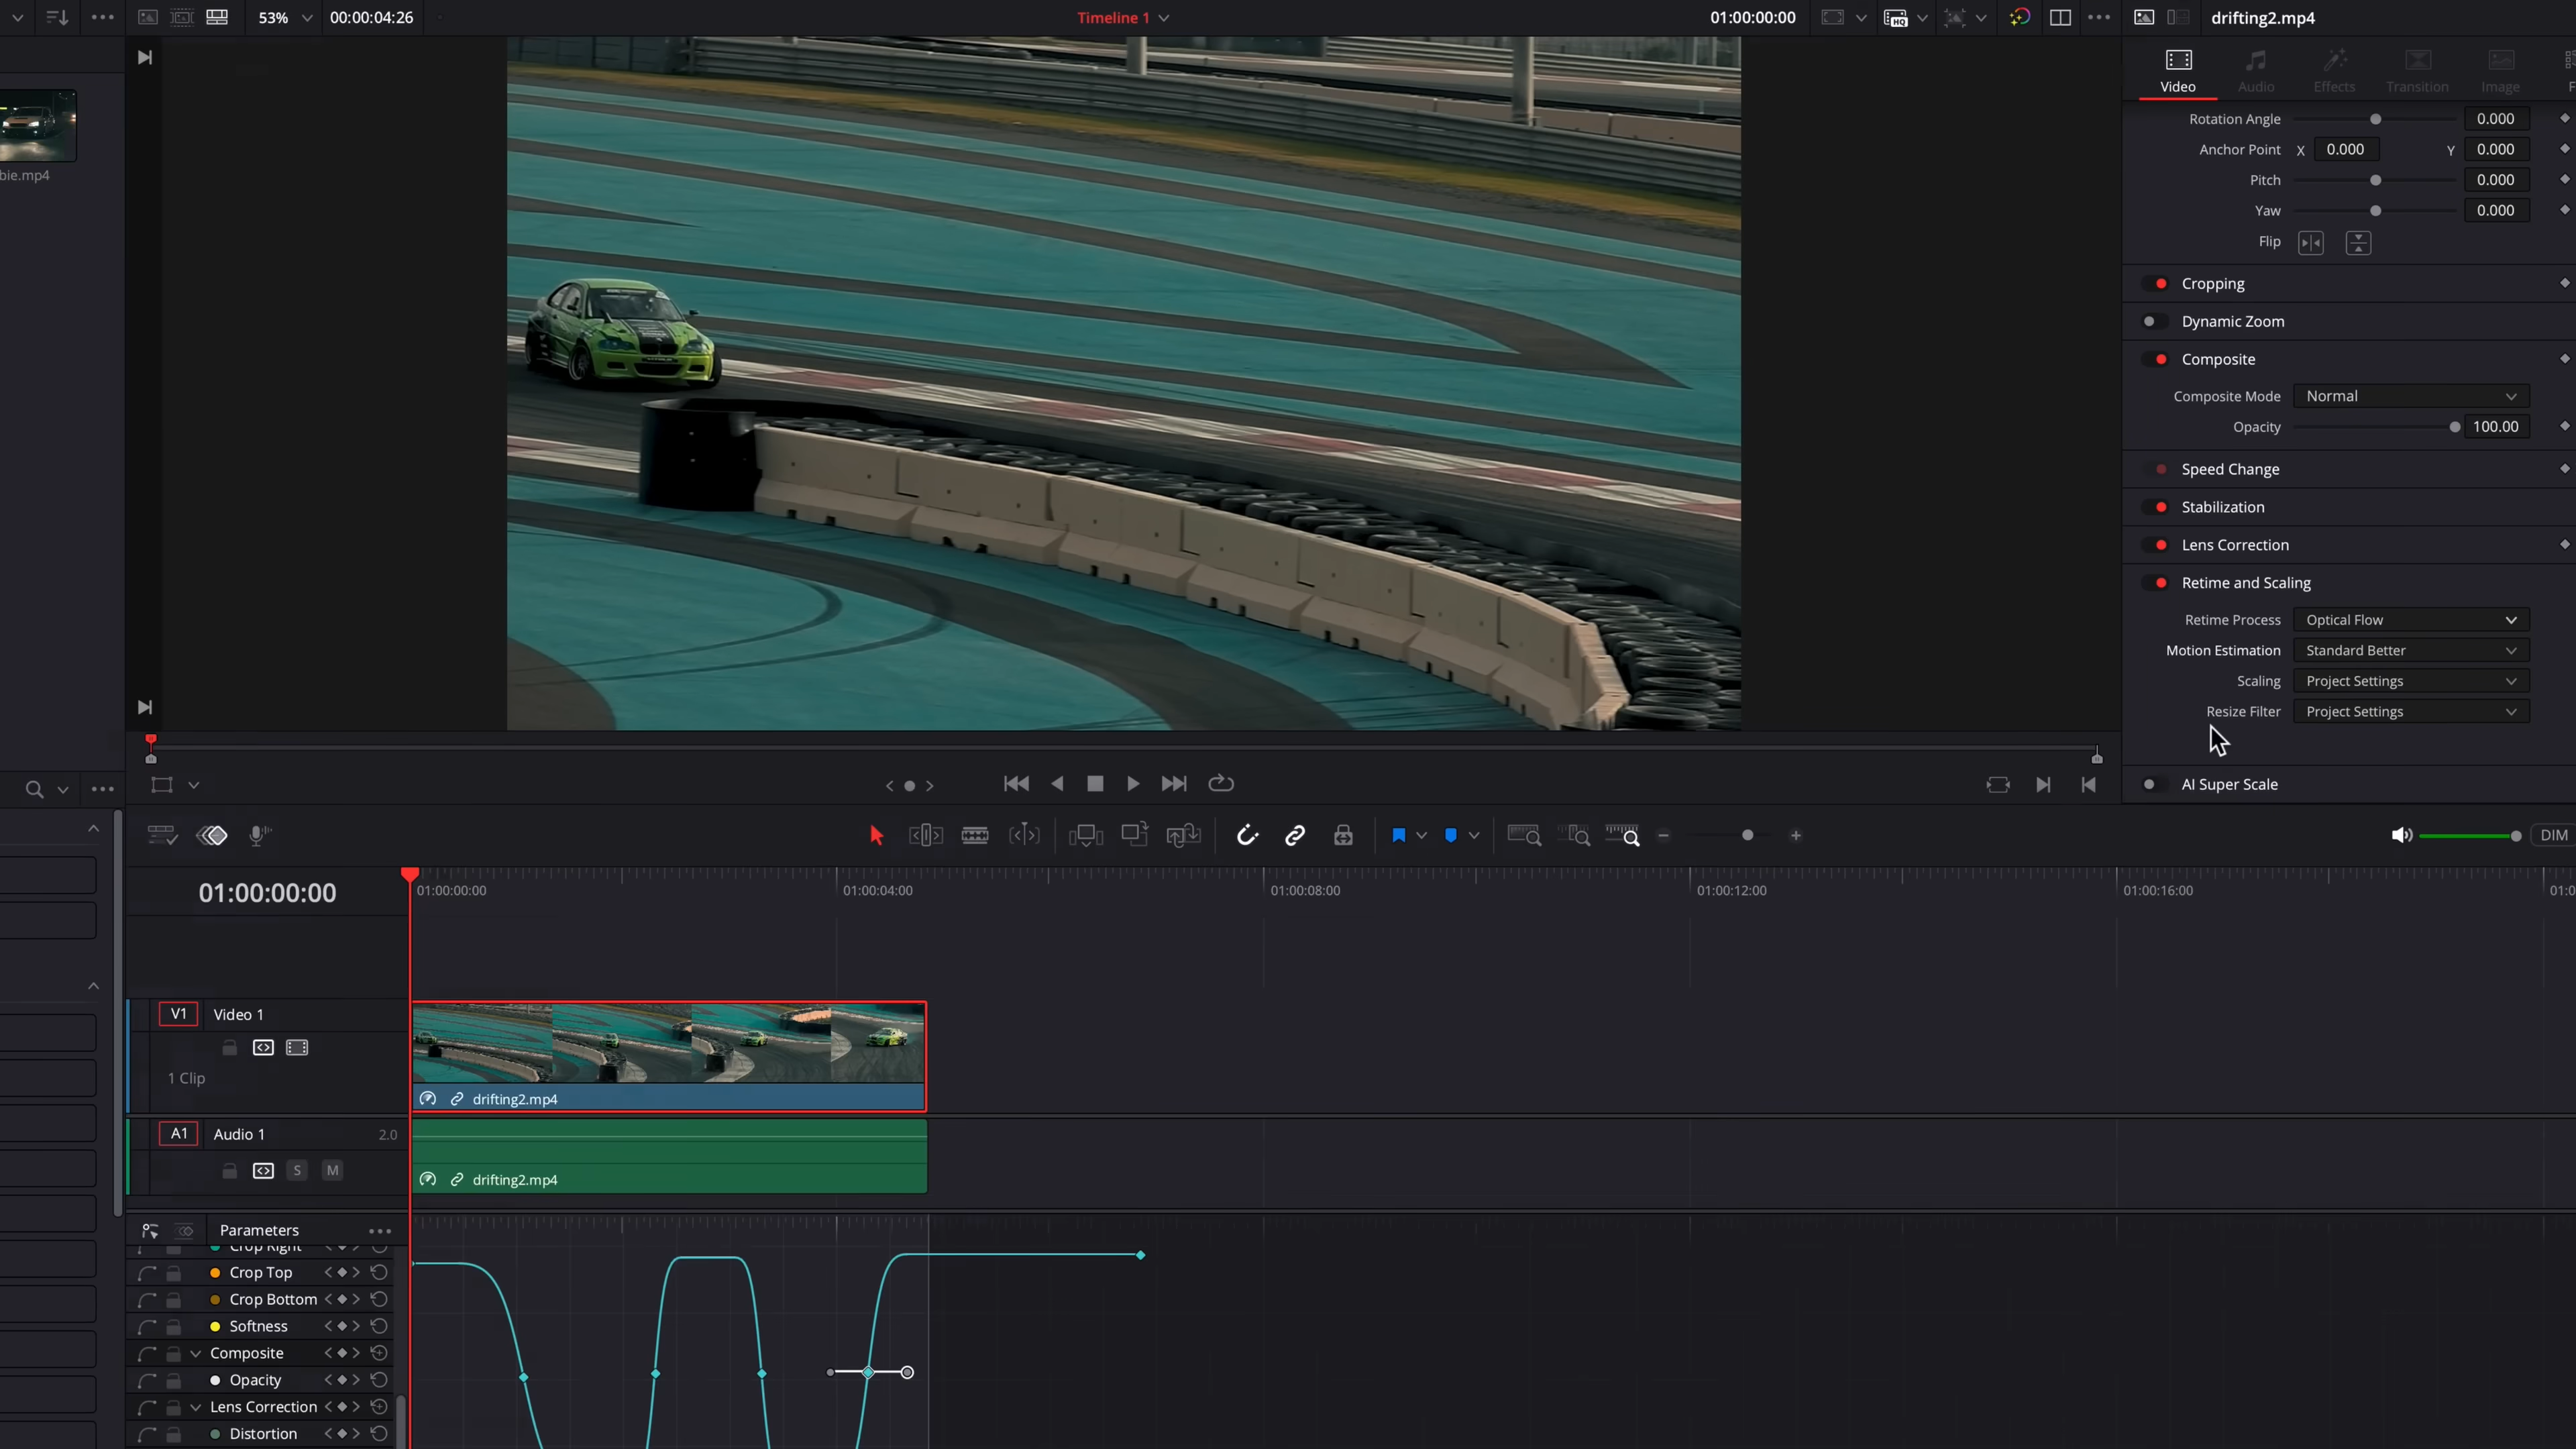 53%
00:00:04:26
Timeline 1
01:00:00:00
HQ
drifting2.mp4
Video
Audio
Effects
Transition
Image
F
Rotation Angle
0.000
Anchor Point X 0.000 Y 0.000
Pitch 0.000
Yaw 0.000
Flip
Cropping
Dynamic Zoom
Composite
Composite Mode Normal
Opacity 100.00
Speed Change
Stabilization
Lens Correction
Retime and Scaling
Retime Process Optical Flow
Motion Estimation Standard Better
Scaling Project Settings
Resize Filter Project Settings
AI Super Scale
bie.mp4
DIM
01:00:00:00
01:00:00:00
01:00:04:00
01:00:08:00
01:00:12:00
01:00:16:00
01:0
V1 Video 1
1 Clip
drifting2.mp4
A1 Audio 1 2.0
S M
drifting2.mp4
Parameters
Crop Right
Crop Top
Crop Bottom
Softness
Composite
Opacity
Lens Correction
Distortion